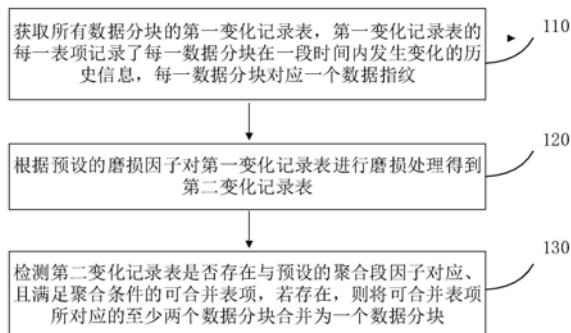 获取所有数据分块的第一变化记录表，第一变化记录表的
每一表项记录了每一数据分块在一段时间内发生变化的历
史信息，每一数据分块对应一个数据指纹
110
根据预设的磨损因子对第一变化记录表进行磨损处理得到
第二变化记录表
120
检测第二变化记录表是否存在与预设的聚合段因子对应、
且满足聚合条件的可合并表项，若存在，则将可合并表项
所对应的至少两个数据分块合并为一个数据分块
130